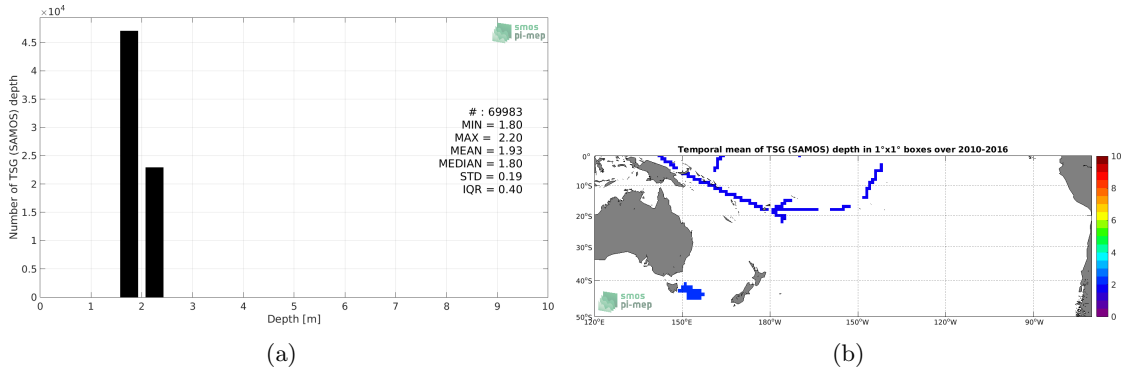 ×10⁴
4.5
4
3.5
3
2.5
2
1.5
1
0.5
0
Number of TSG (SAMOS) depth
smos
pi-mep
# : 69983
MIN = 1.80
MAX = 2.20
MEAN = 1.93
MEDIAN = 1.80
STD = 0.19
IQR = 0.40
0 1 2 3 4 5 6 7 8 9 10
Depth [m]
(a)
Temporal mean of TSG (SAMOS) depth in 1°x1° boxes over 2010-2016
0°
10°S
20°S
30°S
40°S
50°S
smos
pi-mep
120°E 150°E 180°W 150°W 120°W 90°W
10
8
6
4
2
0
(b)